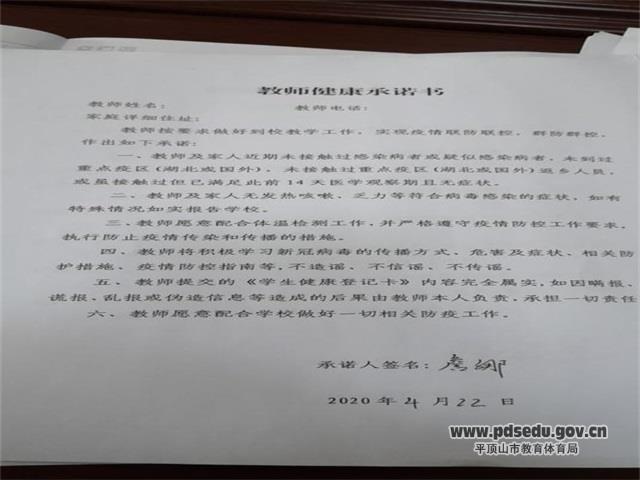 教师健康承诺书
教师姓名： 教师电话：
家庭详细住址：
教师按要求做好到校教学工作，实现疫情联防联控，群防群控，
作出如下承诺：
一、教师及家人近期未接触过感染病者或疑似感染病者，未到过
重点疫区（湖北或国外），未接触过重点疫区（湖北或国外）返乡人员，
或虽接触过但已满足此前14天医学观察期且无症状。
二、教师及家人无发热咳嗽、乏力等符合病毒感染的症状，如有
特殊情况如实报告学校。
三、教师愿意配合体温检测工作，并严格遵守疫情防控工作要求，
执行防止疫情传染和传播的措施。
四、教师将积极学习新冠病毒的传播方式、危害及症状、相关防
护措施、疫情防控指南等，不造谣、不信谣、不传谣。
五、教师提交的《学生健康登记卡》内容完全属实，如因瞒报、
谎报、乱报或伪造信息等造成的后果由教师本人负责，承担一切责任
六、教师愿意配合学校做好一切相关防疫工作。
承诺人签名：
2020年4月22日
www.pdsedu.gov.cn
平顶山市教育体育局